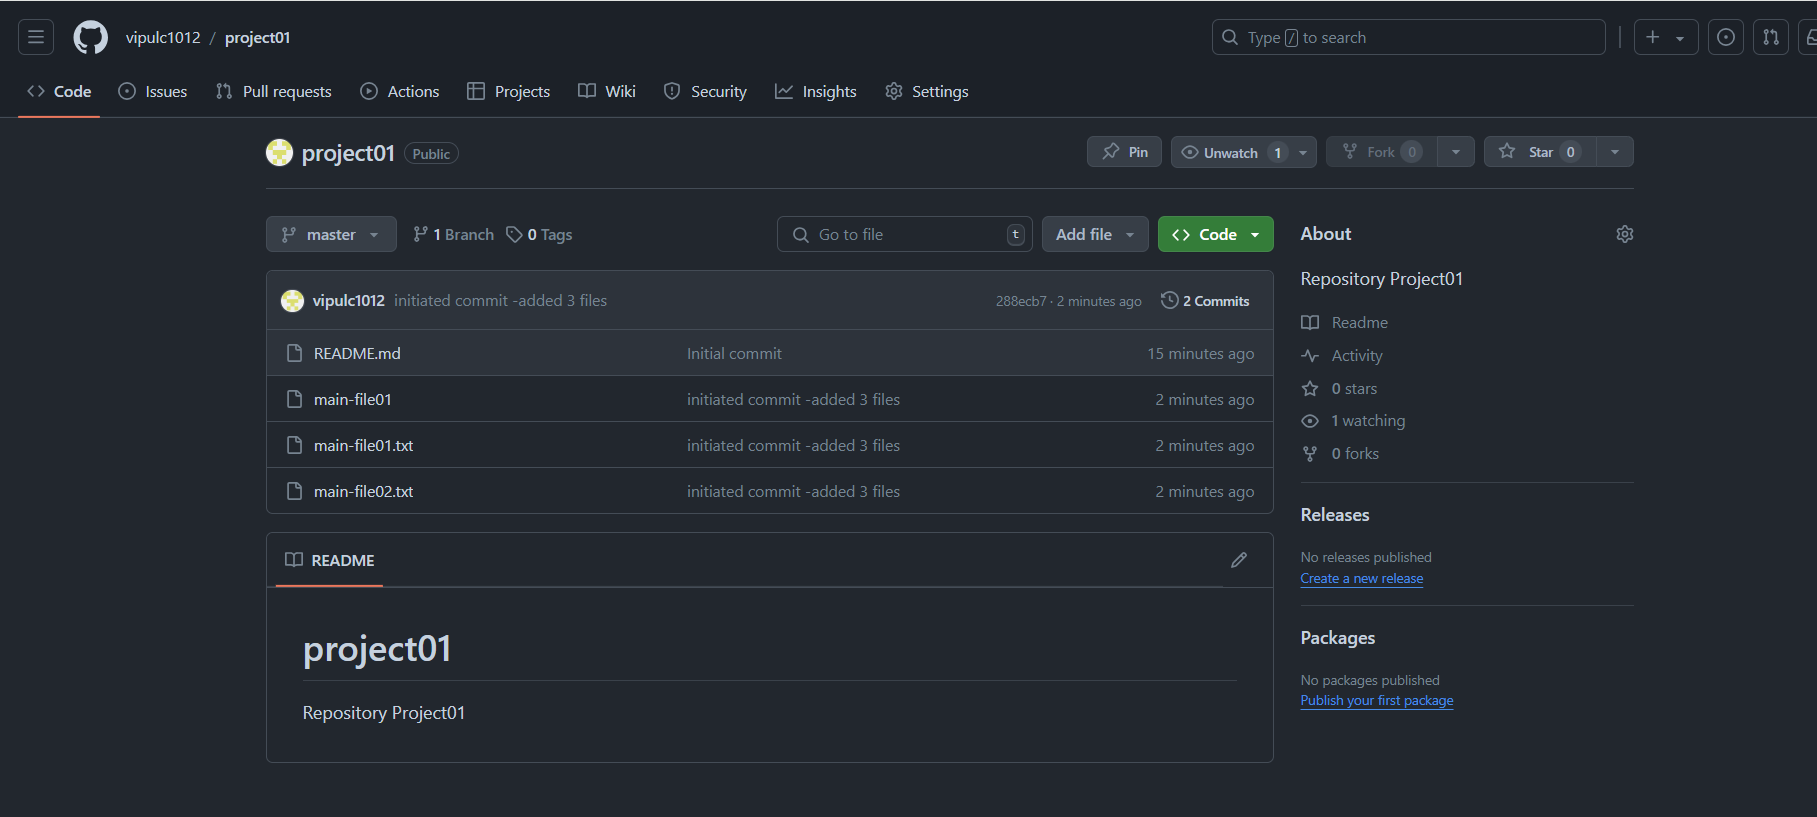 vipulc1012 / project01
Type / to search
Code Issues Pull requests Actions Projects Wiki Security Insights Settings
project01 Public
Pin Unwatch 1 Fork 0 Star 0
master 1 Branch 0 Tags Go to file t Add file Code
vipulc1012 initiated commit -added 3 files 288ecb7 · 2 minutes ago 2 Commits
README.md Initial commit 15 minutes ago
main-file01 initiated commit -added 3 files 2 minutes ago
main-file01.txt initiated commit -added 3 files 2 minutes ago
main-file02.txt initiated commit -added 3 files 2 minutes ago
README
project01
Repository Project01
About
Repository Project01
Readme
Activity
0 stars
1 watching
0 forks
Releases
No releases published
Create a new release
Packages
No packages published
Publish your first package